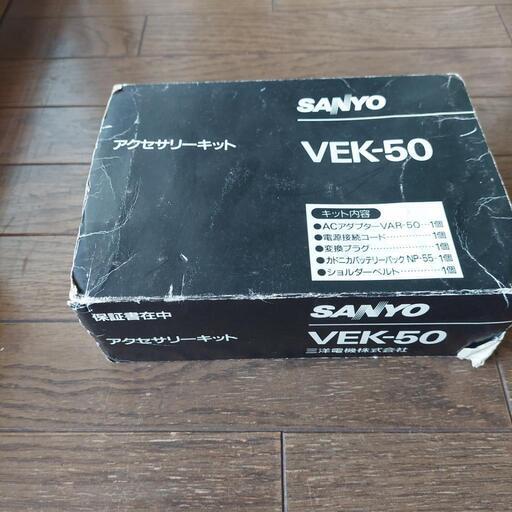 SANYO
アクセサリーキット
VEK-50
キット内容
●ACアダプターVAR-50…1個
●電源接続コード…………1個
●変換プラグ………………1個
●カドニカバッテリーパック NP-55…1個
●ショルダーベルト…………1個
保証書在中
SANYO
アクセサリーキット
VEK-50
三洋電機株式会社